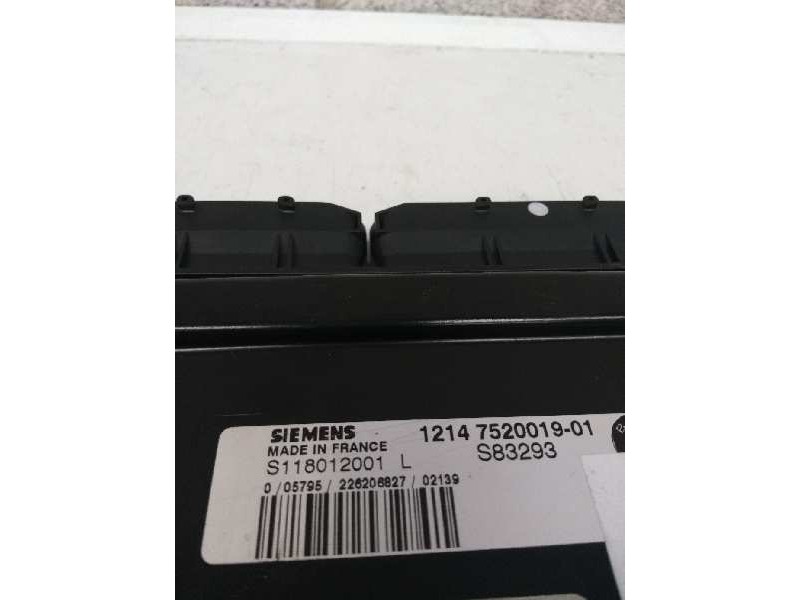 SIEMENS 1214 7520019-01
MADE IN FRANCE
S118012001 L S83293
0 / 05795 / 226206827 / 02139